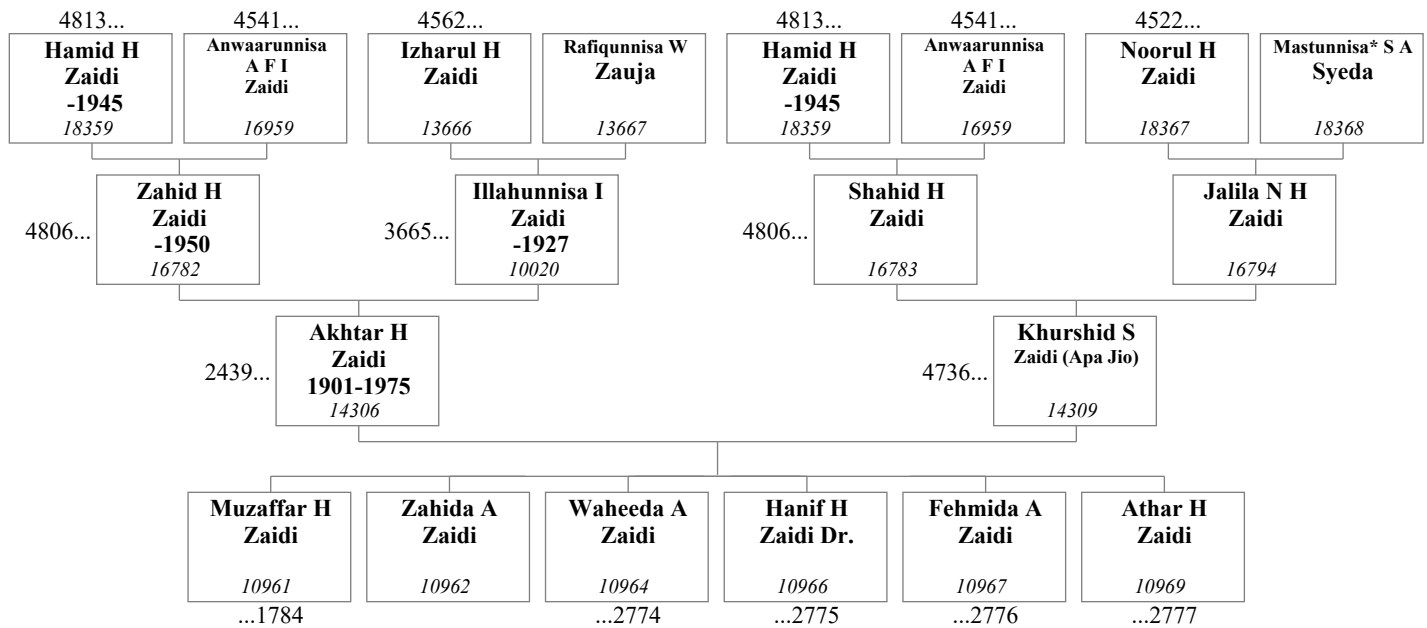 4813... 4541... 4562... 4813... 4541... 4522...
Hamid H
Zaidi
-1945
18359
Anwaarunnisa
A F I
Zaidi
16959
Izharul H
Zaidi
13666
Rafiqunnisa W
Zauja
13667
Hamid H
Zaidi
-1945
18359
Anwaarunnisa
A F I
Zaidi
16959
Noorul H
Zaidi
18367
Mastunnisa* S A
Syeda
18368
4806...
Zahid H
Zaidi
-1950
16782
3665...
Illahunnisa I
Zaidi
-1927
10020
4806...
Shahid H
Zaidi
16783
Jalila N H
Zaidi
16794
2439...
Akhtar H
Zaidi
1901-1975
14306
4736...
Khurshid S
Zaidi (Apa Jio)
14309
Muzaffar H
Zaidi
10961
...1784
Zahida A
Zaidi
10962
Waheeda A
Zaidi
10964
...2774
Hanif H
Zaidi Dr.
10966
...2775
Fehmida A
Zaidi
10967
...2776
Athar H
Zaidi
10969
...2777